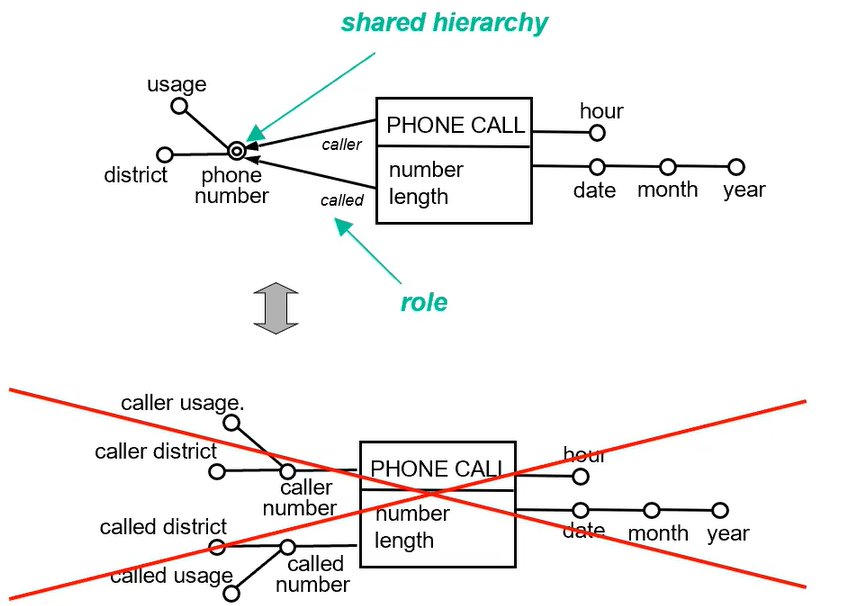 shared hierarchy
usage
hour
PHONE CALL
caller
number
district
phone
number
called
length
date
month
year
role
caller usage.
caller district
hour
PHONE CALL
caller
number
number
called district
length
date
month
year
called
number
called usage